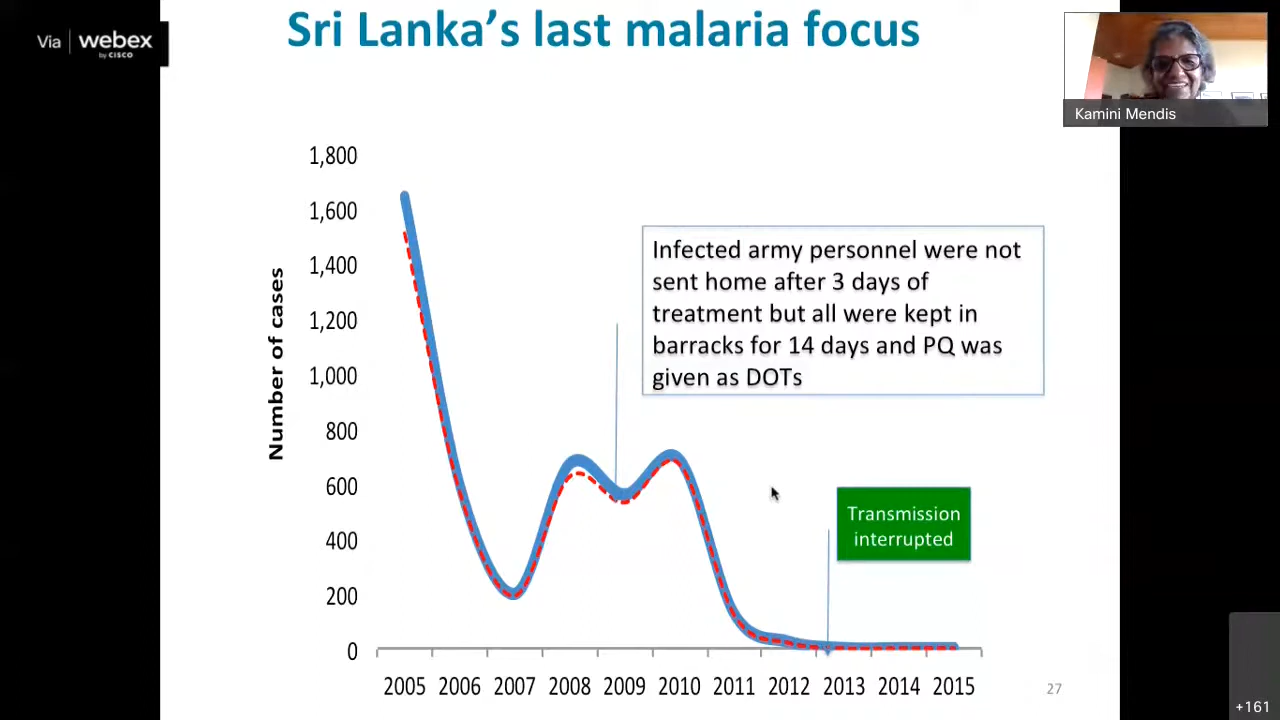 Via webex
by CISCO
Sri Lanka's last malaria focus
Kamini Mendis
1,800
1,600
1,400
1,200
1,000
800
600
400
200
0
Number of cases
Infected army personnel were not
sent home after 3 days of
treatment but all were kept in
barracks for 14 days and PQ was
given as DOTs
Transmission
interrupted
2005 2006 2007 2008 2009 2010 2011 2012 2013 2014 2015
27
+161